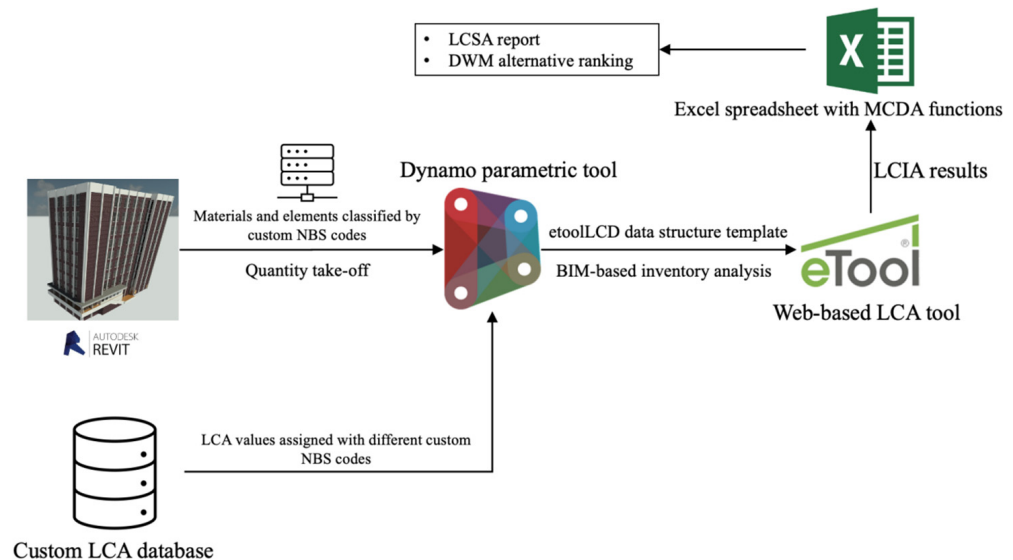 LCSA report
DWM alternative ranking
X
Excel spreadsheet with MCDA functions
LCIA results
Dynamo parametric tool
Materials and elements classified by
custom NBS codes
Quantity take-off
etoolLCD data structure template
BIM-based inventory analysis
eTool®
Web-based LCA tool
AUTODESK
REVIT
LCA values assigned with different custom
NBS codes
Custom LCA database